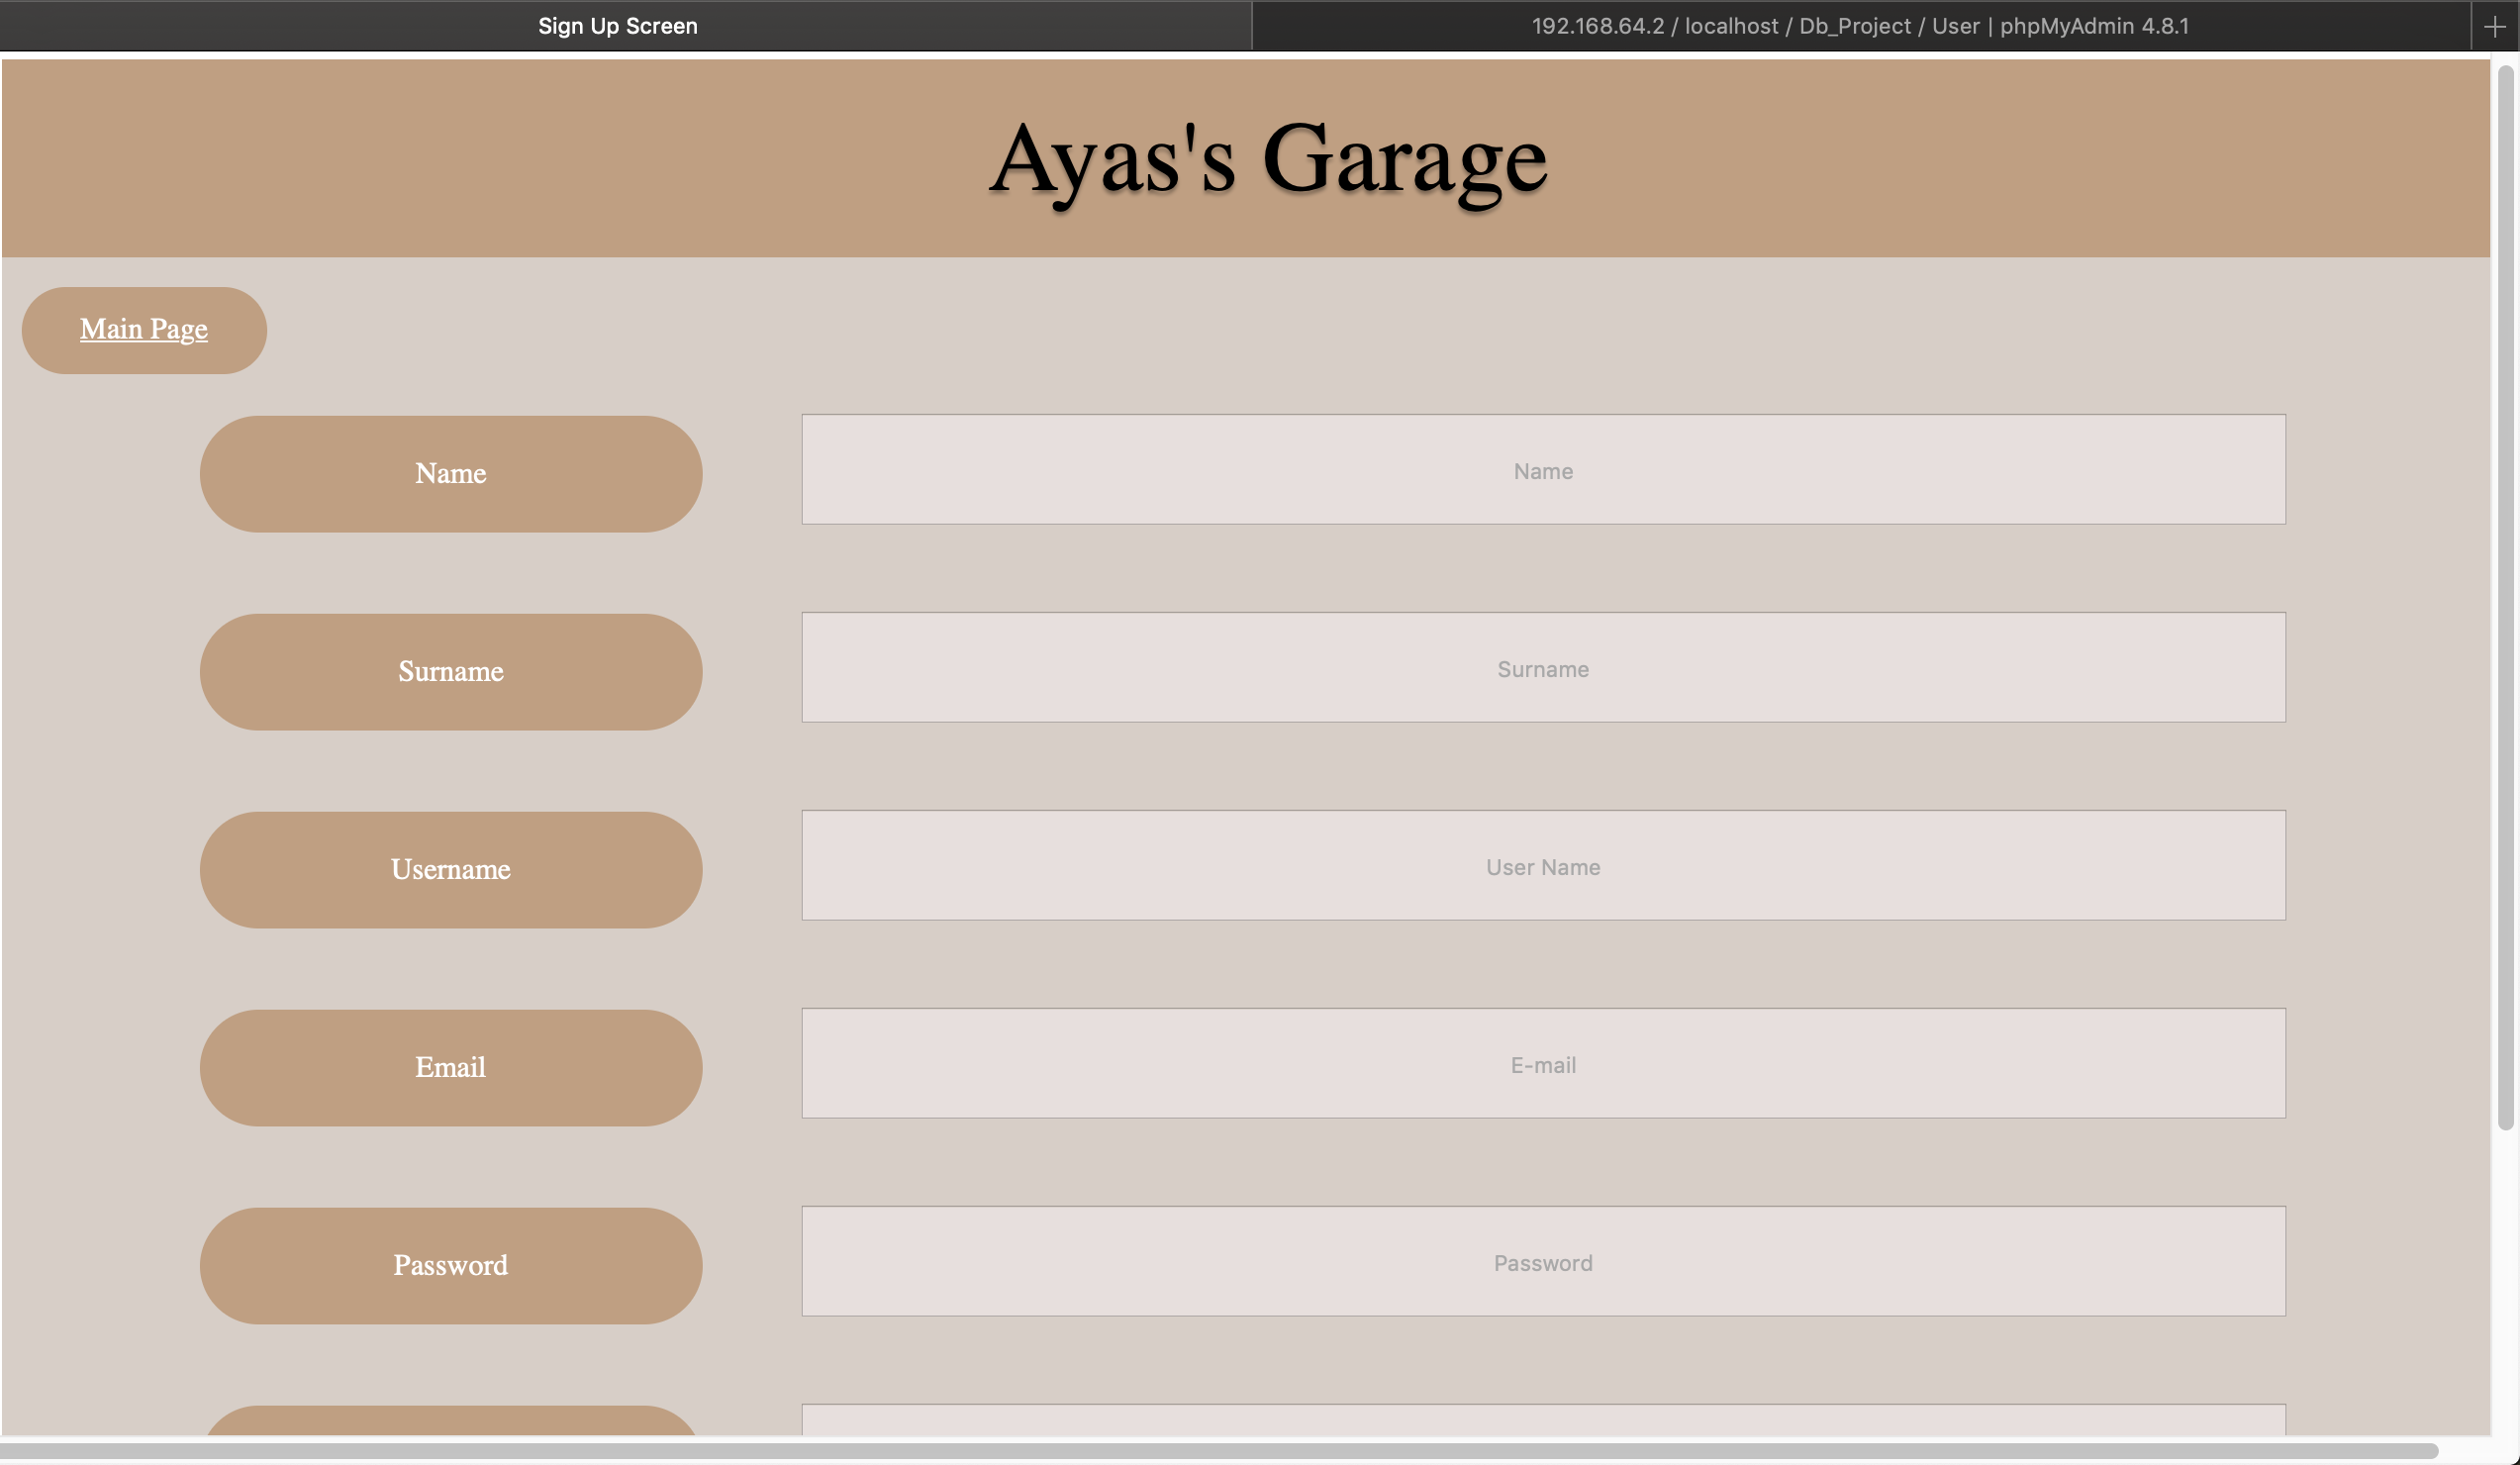 Sign Up Screen
192.168.64.2 / localhost / Db_Project / User | phpMyAdmin 4.8.1
Ayas's Garage
Main Page
Name
Name
Surname
Surname
Username
User Name
Email
E-mail
Password
Password